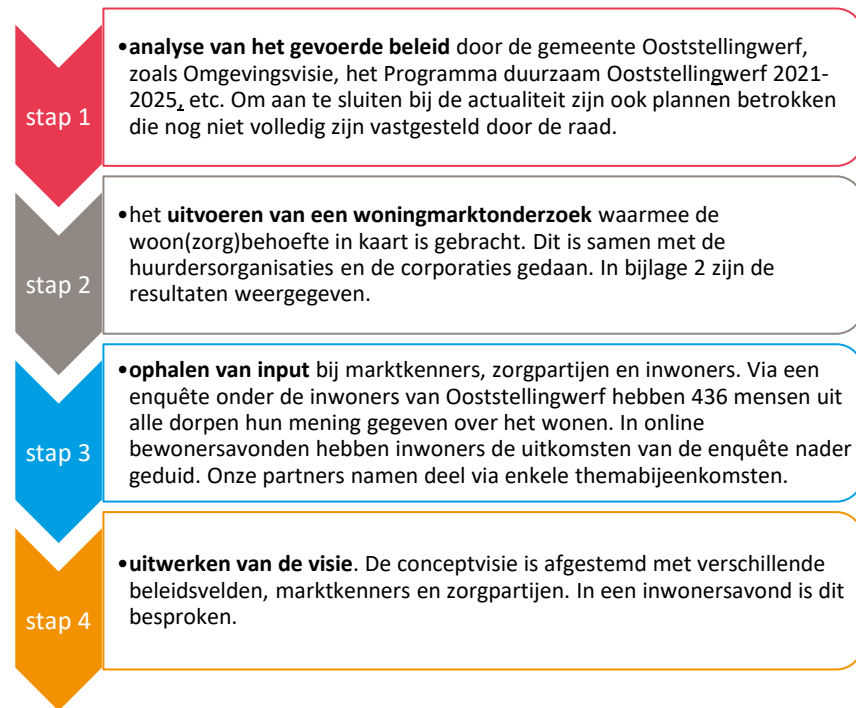 stap 1
•analyse van het gevoerde beleid door de gemeente Ooststellingwerf,
zoals Omgevingsvisie, het Programma duurzaam Ooststellingwerf 2021-
2025, etc. Om aan te sluiten bij de actualiteit zijn ook plannen betrokken
die nog niet volledig zijn vastgesteld door de raad.
stap 2
•het uitvoeren van een woningmarktonderzoek waarmee de
woon(zorg)behoefte in kaart is gebracht. Dit is samen met de
huurdersorganisaties en de corporaties gedaan. In bijlage 2 zijn de
resultaten weergegeven.
stap 3
•ophalen van input bij marktkenners, zorgpartijen en inwoners. Via een
enquête onder de inwoners van Ooststellingwerf hebben 436 mensen uit
alle dorpen hun mening gegeven over het wonen. In online
bewonersavonden hebben inwoners de uitkomsten van de enquête nader
geduid. Onze partners namen deel via enkele themabijeenkomsten.
stap 4
•uitwerken van de visie. De conceptvisie is afgestemd met verschillende
beleidsvelden, marktkenners en zorgpartijen. In een inwonersavond is dit
besproken.